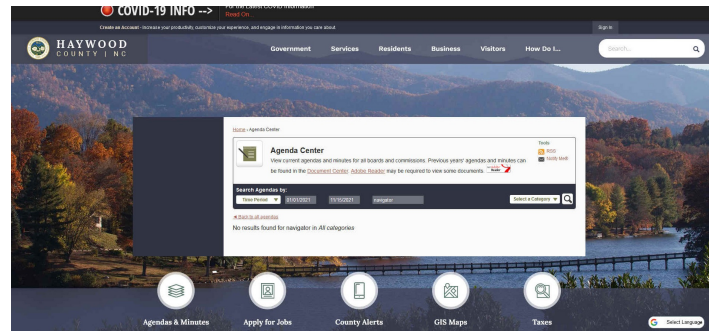 COVID-19 INFO -->
For the Latest COVID Information
Read On...
Create an Account - Increase your productivity, customize your experience, and engage in information you care about
Sign In
HAYWOOD
COUNTY | NC
Government Services Residents Business Visitors How Do I...
Search...
Home › Agenda Center
Agenda Center
View current agendas and minutes for all boards and commissions. Previous years' agendas and minutes can
be found in the Document Center. Adobe Reader may be required to view some documents.
Tools
RSS
Notify Me®
Search Agendas by:
Time Period 01/01/2021 11/15/2021 navigator Select a Category
Back to all agendas
No results found for navigator in All categories
Agendas & Minutes Apply for Jobs County Alerts GIS Maps Taxes
G Select Language